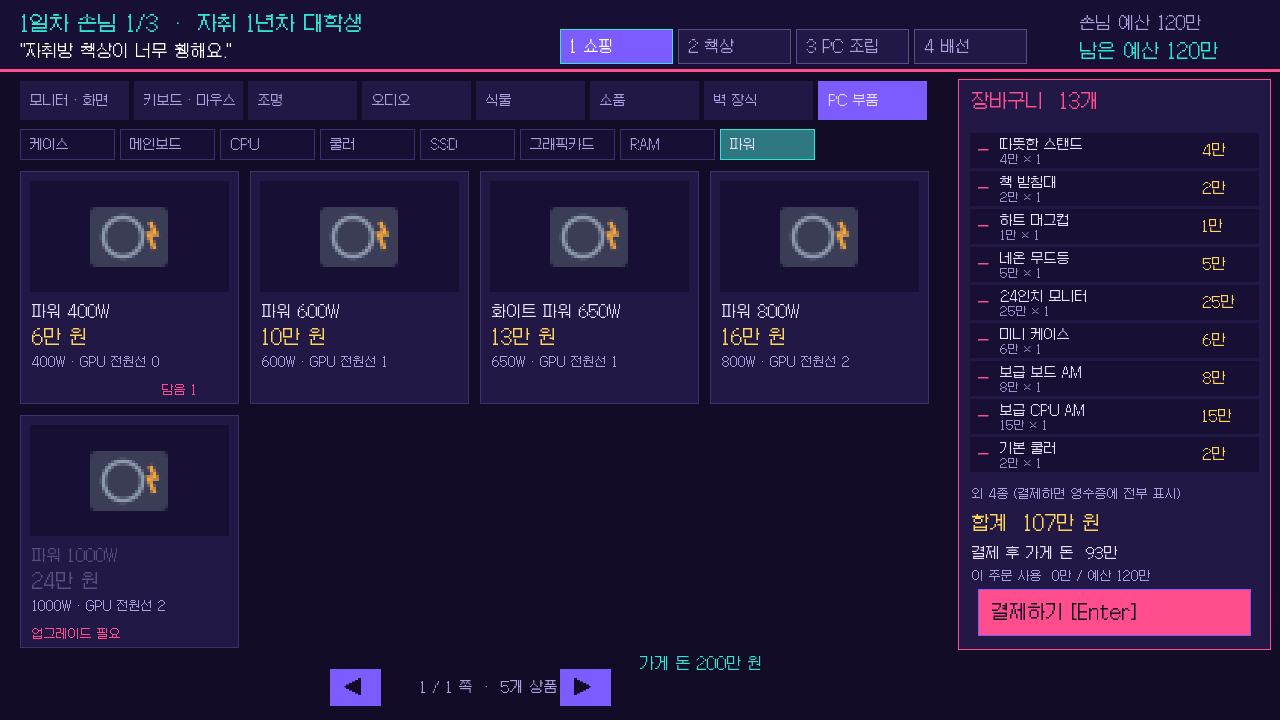 1일차 손님 1/3 · 자취 1년차 대학생
"자취방 책상이 너무 휑해요."
1 쇼핑
2 책상
3 PC 조립
4 배선
손님 예산 120만
남은 예산 120만
모니터 · 화면
키보드 · 마우스
조명
오디오
식물
소품
벽 장식
PC 부품
케이스
메인보드
CPU
쿨러
SSD
그래픽카드
RAM
파워
파워 400W
6만 원
400W · GPU 전원선 0
담음 1
파워 600W
10만 원
600W · GPU 전원선 1
화이트 파워 650W
13만 원
650W · GPU 전원선 1
파워 800W
16만 원
800W · GPU 전원선 2
파워 1000W
24만 원
1000W · GPU 전원선 2
업그레이드 필요
장바구니 13개
따뜻한 스탠드
4만 × 1
4만
책 받침대
2만 × 1
2만
하트 머그컵
1만 × 1
1만
네온 무드등
5만 × 1
5만
24인치 모니터
25만 × 1
25만
미니 케이스
6만 × 1
6만
보급 보드 AM
8만 × 1
8만
보급 CPU AM
15만 × 1
15만
기본 쿨러
2만 × 1
2만
외 4종 (결제하면 영수증에 전부 표시)
합계 107만 원
결제 후 가게 돈 93만
이 주문 사용 0만 / 예산 120만
결제하기 [Enter]
가게 돈 200만 원
1 / 1 쪽 · 5개 상품